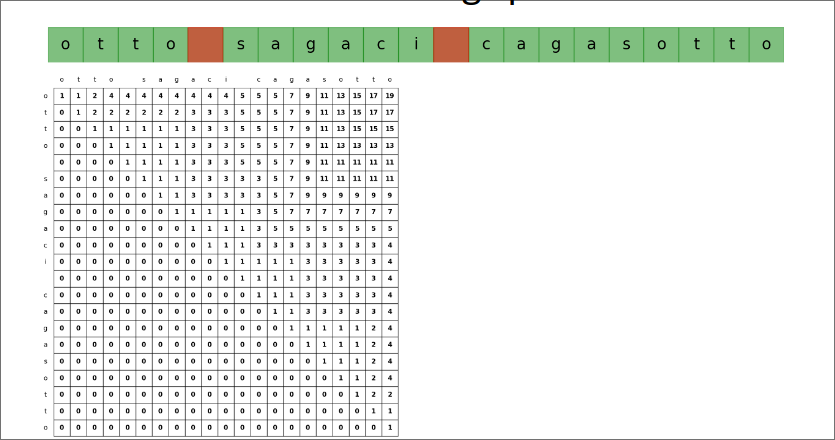 o t t o s a g a c i c a g a s o t t o
o t t o s a g a c i c a g a s o t t o
o 1 1 2 4 4 4 4 4 4 4 4 5 5 5 7 9 11 13 15 17 19
t 0 1 2 2 2 2 2 2 3 3 3 5 5 5 7 9 11 13 15 17 17
t 0 0 1 1 1 1 1 1 3 3 3 5 5 5 7 9 11 13 15 15 15
o 0 0 0 1 1 1 1 1 3 3 3 5 5 5 7 9 11 13 13 13 13
0 0 0 0 1 1 1 1 3 3 3 5 5 5 7 9 11 11 11 11 11
s 0 0 0 0 0 1 1 1 3 3 3 3 5 5 7 9 11 11 11 11 11
a 0 0 0 0 0 0 1 1 3 3 3 3 3 5 7 9 9 9 9 9 9
g 0 0 0 0 0 0 0 1 1 1 1 1 3 5 7 7 7 7 7 7 7
a 0 0 0 0 0 0 0 0 1 1 1 1 3 5 5 5 5 5 5 5 5
c 0 0 0 0 0 0 0 0 0 1 1 1 3 3 3 3 3 3 3 3 4
i 0 0 0 0 0 0 0 0 0 0 1 1 1 1 1 3 3 3 3 3 4
0 0 0 0 0 0 0 0 0 0 0 1 1 1 1 3 3 3 3 3 4
c 0 0 0 0 0 0 0 0 0 0 0 0 1 1 1 3 3 3 3 3 4
a 0 0 0 0 0 0 0 0 0 0 0 0 0 1 1 3 3 3 3 3 4
g 0 0 0 0 0 0 0 0 0 0 0 0 0 0 1 1 1 1 1 2 4
a 0 0 0 0 0 0 0 0 0 0 0 0 0 0 0 1 1 1 1 2 4
s 0 0 0 0 0 0 0 0 0 0 0 0 0 0 0 0 1 1 1 2 4
o 0 0 0 0 0 0 0 0 0 0 0 0 0 0 0 0 0 1 1 2 4
t 0 0 0 0 0 0 0 0 0 0 0 0 0 0 0 0 0 0 1 2 2
t 0 0 0 0 0 0 0 0 0 0 0 0 0 0 0 0 0 0 0 1 1
o 0 0 0 0 0 0 0 0 0 0 0 0 0 0 0 0 0 0 0 0 1